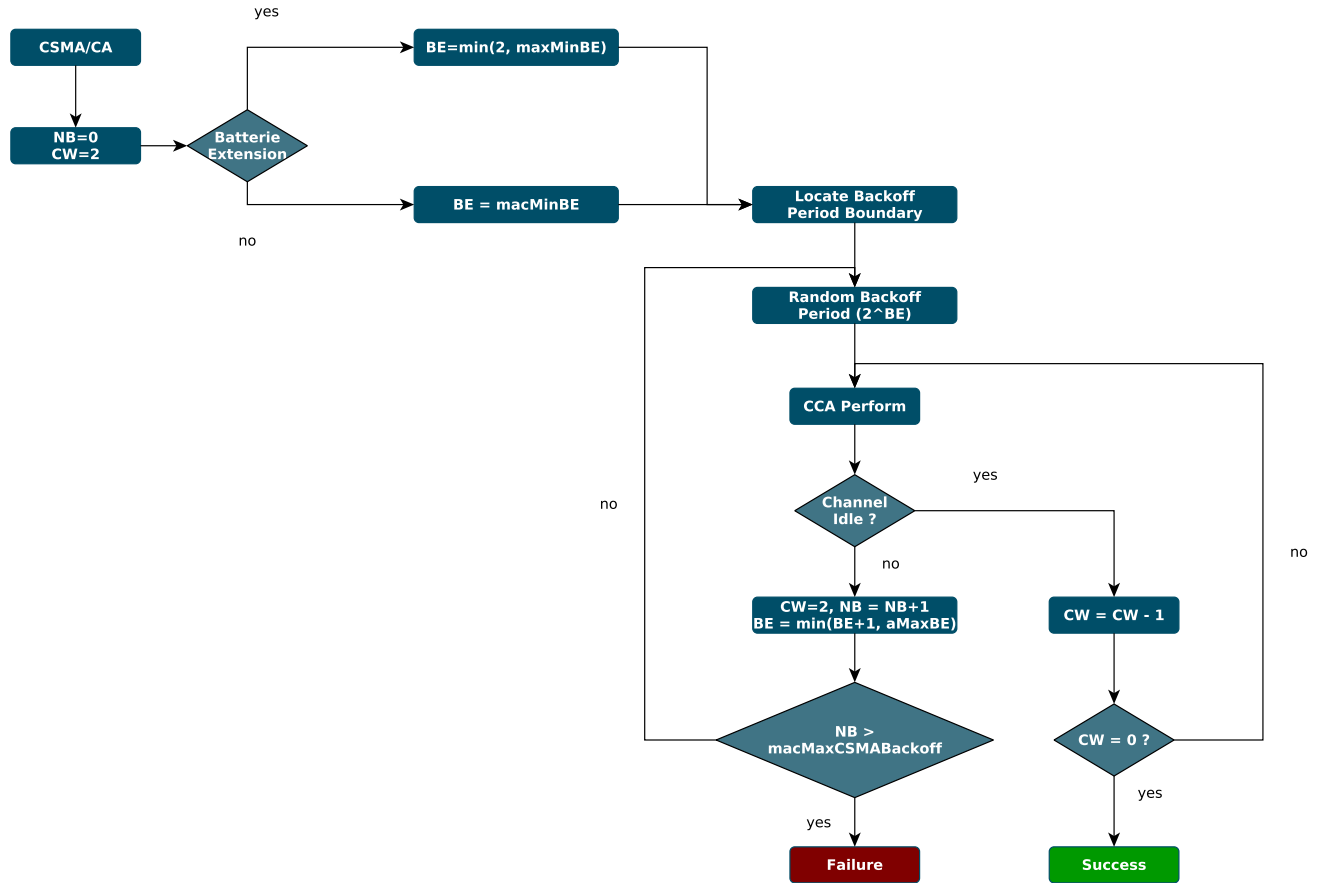 yes
CSMA/CA
BE=min(2, maxMinBE)
NB=0
CW=2
Batterie
Extension
BE = macMinBE
no
Locate Backoff
Period Boundary
Random Backoff
Period (2^BE)
CCA Perform
Channel
Idle ?
yes
no
no
no
CW=2, NB = NB+1
BE = min(BE+1, aMaxBE)
CW = CW - 1
NB >
macMaxCSMABackoff
CW = 0 ?
yes
yes
Failure
Success